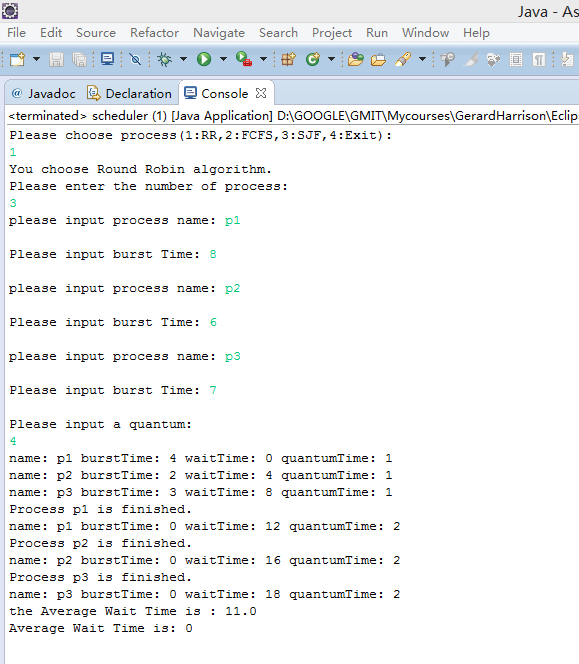 Java - As
File Edit Source Refactor Navigate Search Project Run Window Help
@ Javadoc Declaration Console
<terminated> scheduler (1) [Java Application] D:\GOOGLE\GMIT\Mycourses\GerardHarrison\Eclip
Please choose process(1:RR,2:FCFS,3:SJF,4:Exit):
1
You choose Round Robin algorithm.
Please enter the number of process:
3
please input process name: p1
Please input burst Time: 8
please input process name: p2
Please input burst Time: 6
please input process name: p3
Please input burst Time: 7
Please input a quantum:
4
name: p1 burstTime: 4 waitTime: 0 quantumTime: 1
name: p2 burstTime: 2 waitTime: 4 quantumTime: 1
name: p3 burstTime: 3 waitTime: 8 quantumTime: 1
Process p1 is finished.
name: p1 burstTime: 0 waitTime: 12 quantumTime: 2
Process p2 is finished.
name: p2 burstTime: 0 waitTime: 16 quantumTime: 2
Process p3 is finished.
name: p3 burstTime: 0 waitTime: 18 quantumTime: 2
the Average Wait Time is : 11.0
Average Wait Time is: 0